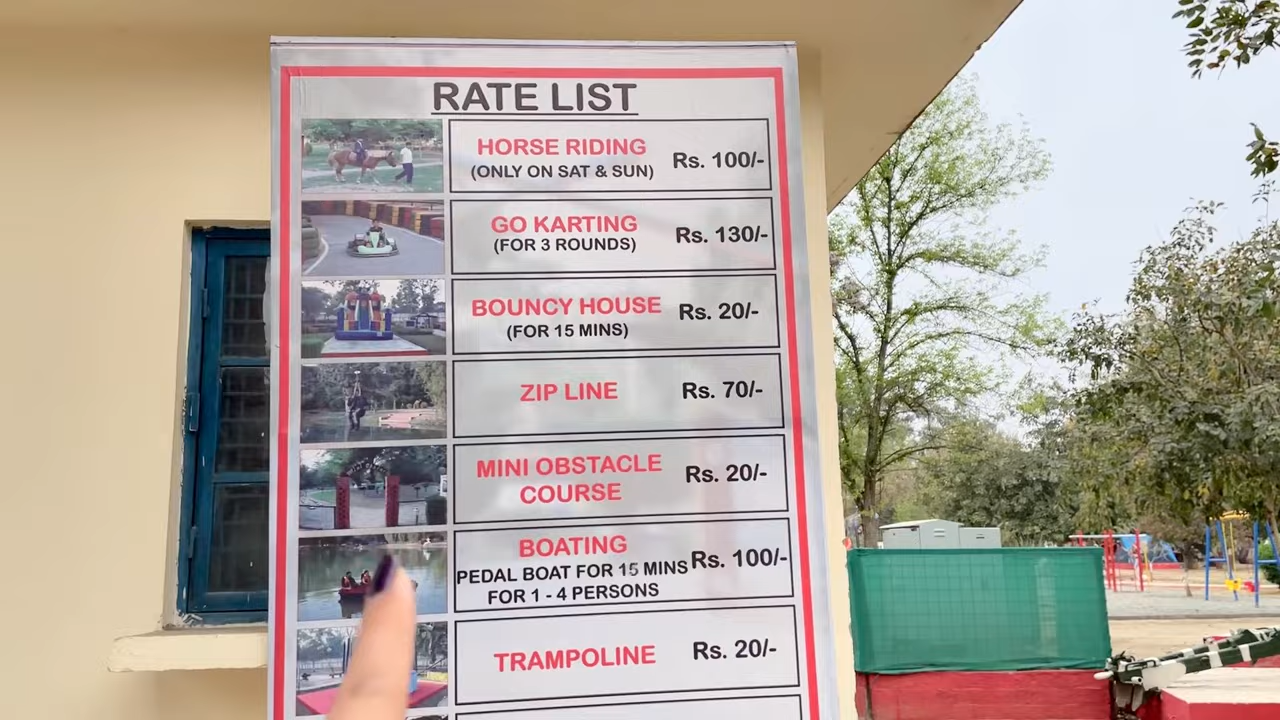 RATE LIST
HORSE RIDING
(ONLY ON SAT & SUN)
Rs. 100/-
GO KARTING
(FOR 3 ROUNDS)
Rs. 130/-
BOUNCY HOUSE
(FOR 15 MINS)
Rs. 20/-
ZIP LINE
Rs. 70/-
MINI OBSTACLE
COURSE
Rs. 20/-
BOATING
PEDAL BOAT FOR 15 MINS
FOR 1 - 4 PERSONS
Rs. 100/-
TRAMPOLINE
Rs. 20/-